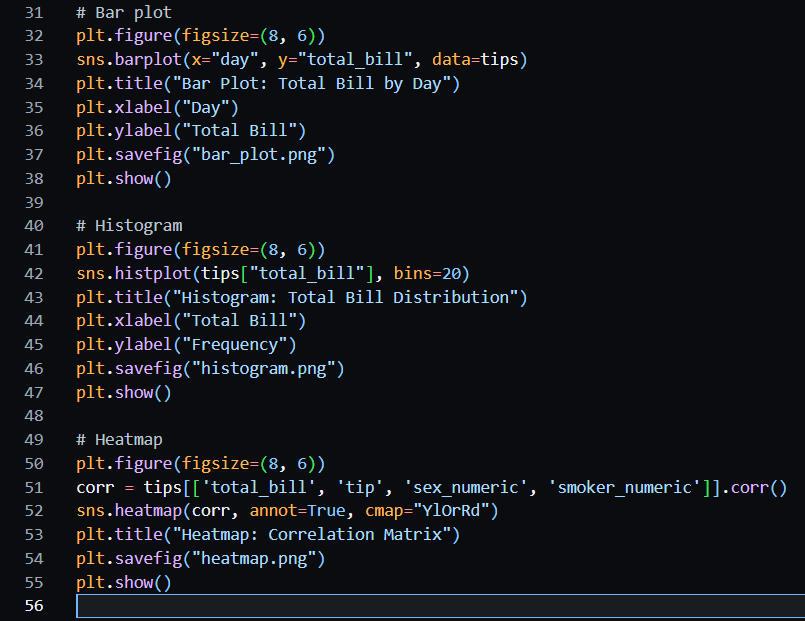 31 # Bar plot
32 plt.figure(figsize=(8, 6))
33 sns.barplot(x="day", y="total_bill", data=tips)
34 plt.title("Bar Plot: Total Bill by Day")
35 plt.xlabel("Day")
36 plt.ylabel("Total Bill")
37 plt.savefig("bar_plot.png")
38 plt.show()
39
40 # Histogram
41 plt.figure(figsize=(8, 6))
42 sns.histplot(tips["total_bill"], bins=20)
43 plt.title("Histogram: Total Bill Distribution")
44 plt.xlabel("Total Bill")
45 plt.ylabel("Frequency")
46 plt.savefig("histogram.png")
47 plt.show()
48
49 # Heatmap
50 plt.figure(figsize=(8, 6))
51 corr = tips[['total_bill', 'tip', 'sex_numeric', 'smoker_numeric']].corr()
52 sns.heatmap(corr, annot=True, cmap="YlOrRd")
53 plt.title("Heatmap: Correlation Matrix")
54 plt.savefig("heatmap.png")
55 plt.show()
56